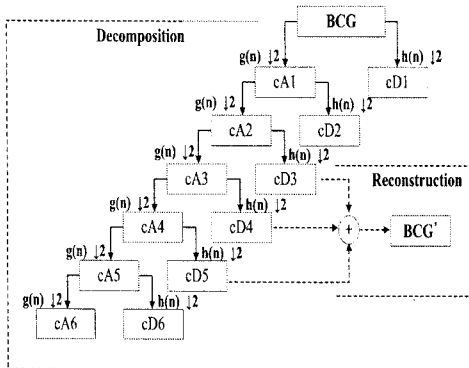 BCG
Decomposition
g(n) ↓2
h(n) ↓2
cA1
cD1
g(n) ↓2
h(n) ↓2
cA2
cD2
g(n) ↓2
h(n) ↓2
cA3
cD3
Reconstruction
g(n) ↓2
h(n) ↓2
cA4
cD4
+
BCG'
g(n) ↓2
h(n) ↓2
cA5
cD5
g(n) ↓2
h(n) ↓2
cA6
cD6